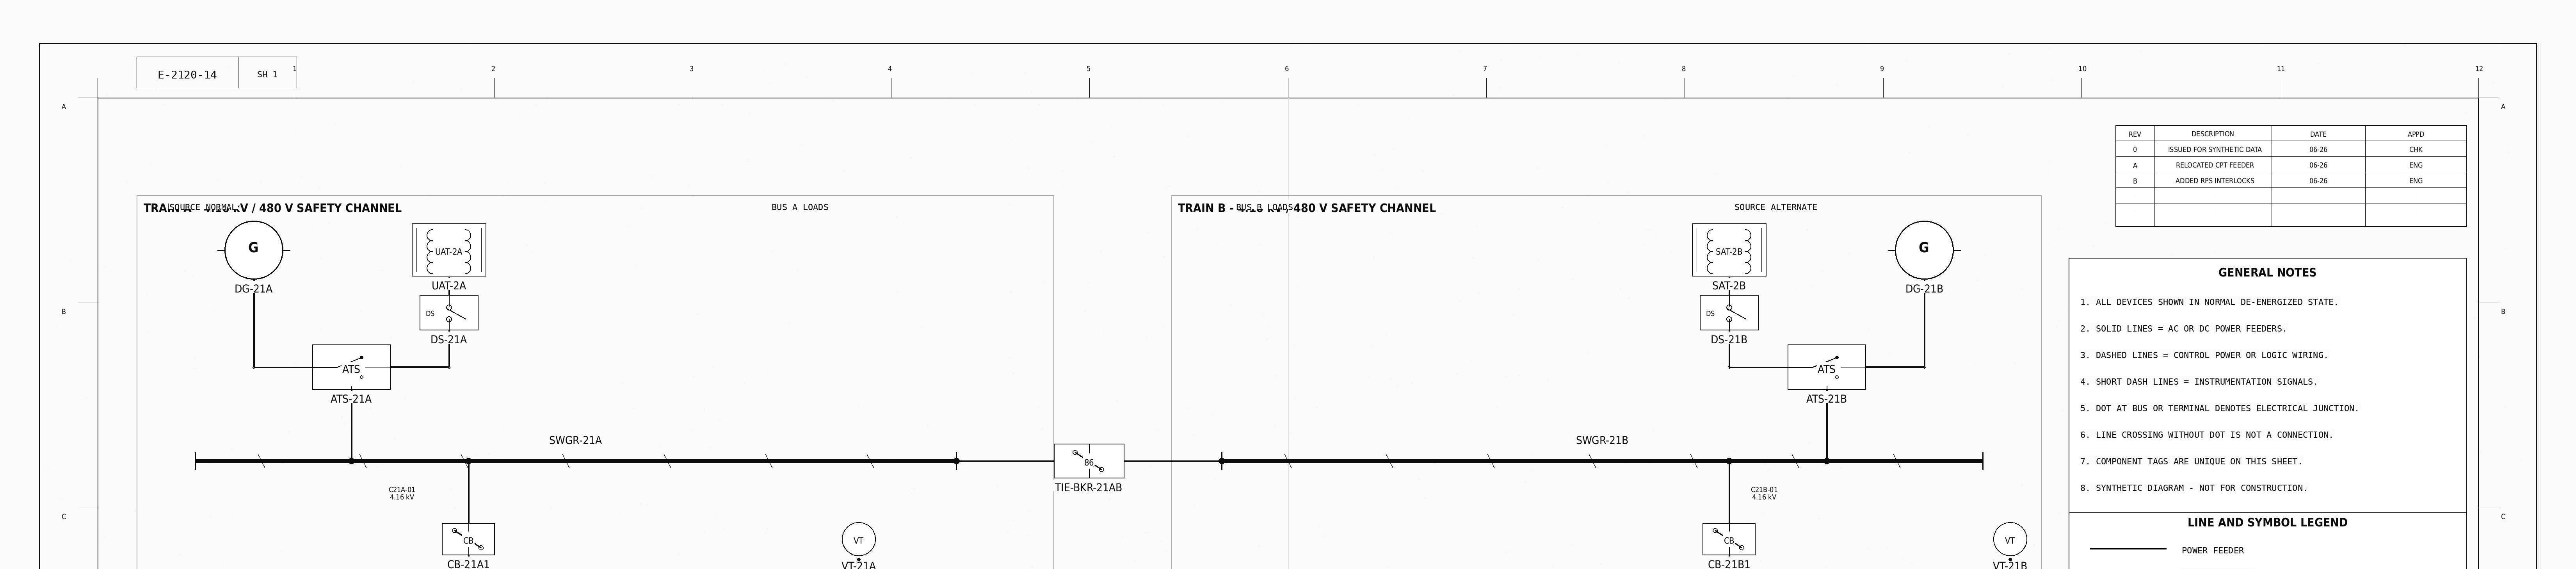 E-2120-14 SH 1
1 2 3 4 5 6 7 8 9 10 11 12
A A
REV DESCRIPTION DATE APPD
0 ISSUED FOR SYNTHETIC DATA 06-26 CHK
A RELOCATED CPT FEEDER 06-26 ENG
B ADDED RPS INTERLOCKS 06-26 ENG
V / 480 V SAFETY CHANNEL
SOURCE NORMAL
BUS A LOADS
TRAIN B - 480 V SAFETY CHANNEL
BUS B LOADS
SOURCE ALTERNATE
G
DG-21A
UAT-2A
UAT-2A
DS
DS-21A
ATS
ATS-21A
SWGR-21A
C21A-01
4.16 kV
CB
CB-21A1
VT
VT-21A
86
TIE-BKR-21AB
SAT-2B
SAT-2B
DS
DS-21B
G
DG-21B
ATS
ATS-21B
SWGR-21B
C21B-01
4.16 kV
CB
CB-21B1
VT
VT-21B
B B
C C
GENERAL NOTES
1. ALL DEVICES SHOWN IN NORMAL DE-ENERGIZED STATE.
2. SOLID LINES = AC OR DC POWER FEEDERS.
3. DASHED LINES = CONTROL POWER OR LOGIC WIRING.
4. SHORT DASH LINES = INSTRUMENTATION SIGNALS.
5. DOT AT BUS OR TERMINAL DENOTES ELECTRICAL JUNCTION.
6. LINE CROSSING WITHOUT DOT IS NOT A CONNECTION.
7. COMPONENT TAGS ARE UNIQUE ON THIS SHEET.
8. SYNTHETIC DIAGRAM - NOT FOR CONSTRUCTION.
LINE AND SYMBOL LEGEND
POWER FEEDER